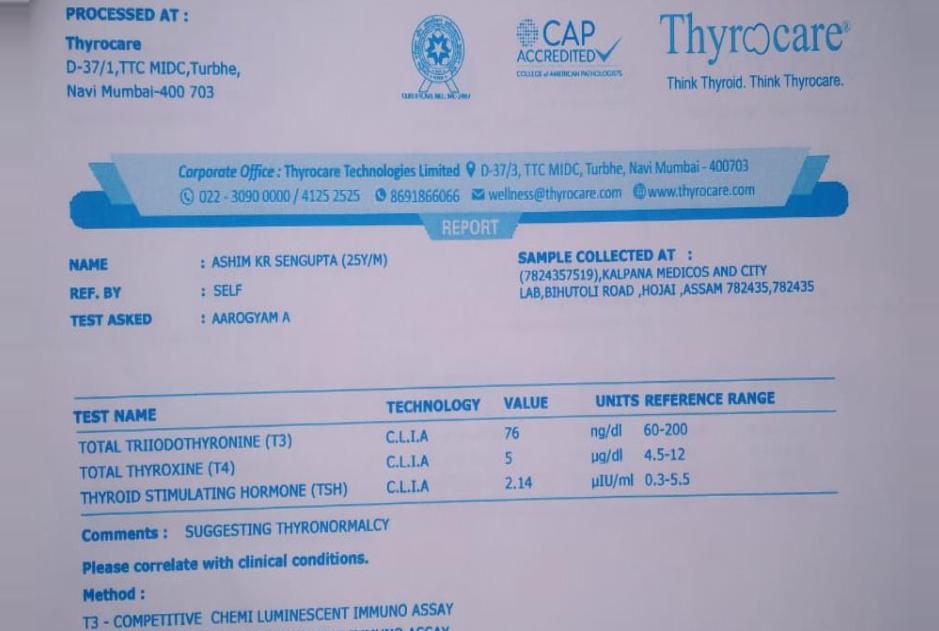 PROCESSED AT :
Thyrocare
D-37/1,TTC MIDC,Turbhe,
Navi Mumbai-400 703
CAP
ACCREDITED
COLLEGE of AMERICAN PATHOLOGISTS
Thyrocare®
Think Thyroid. Think Thyrocare.
Corporate Office : Thyrocare Technologies Limited D-37/3, TTC MIDC, Turbhe, Navi Mumbai - 400703
022 - 3090 0000 / 4125 2525 8691866066 wellness@thyrocare.com www.thyrocare.com
REPORT
NAME : ASHIM KR SENGUPTA (25Y/M)
REF. BY : SELF
TEST ASKED : AAROGYAM A
SAMPLE COLLECTED AT :
(7824357519),KALPANA MEDICOS AND CITY
LAB,BIHUTOLI ROAD ,HOJAI ,ASSAM 782435,782435
TEST NAME TECHNOLOGY VALUE UNITS REFERENCE RANGE
TOTAL TRIIODOTHYRONINE (T3) C.L.I.A 76 ng/dl 60-200
TOTAL THYROXINE (T4) C.L.I.A 5 µg/dl 4.5-12
THYROID STIMULATING HORMONE (TSH) C.L.I.A 2.14 µIU/ml 0.3-5.5
Comments : SUGGESTING THYRONORMALCY
Please correlate with clinical conditions.
Method :
T3 - COMPETITIVE CHEMI LUMINESCENT IMMUNO ASSAY